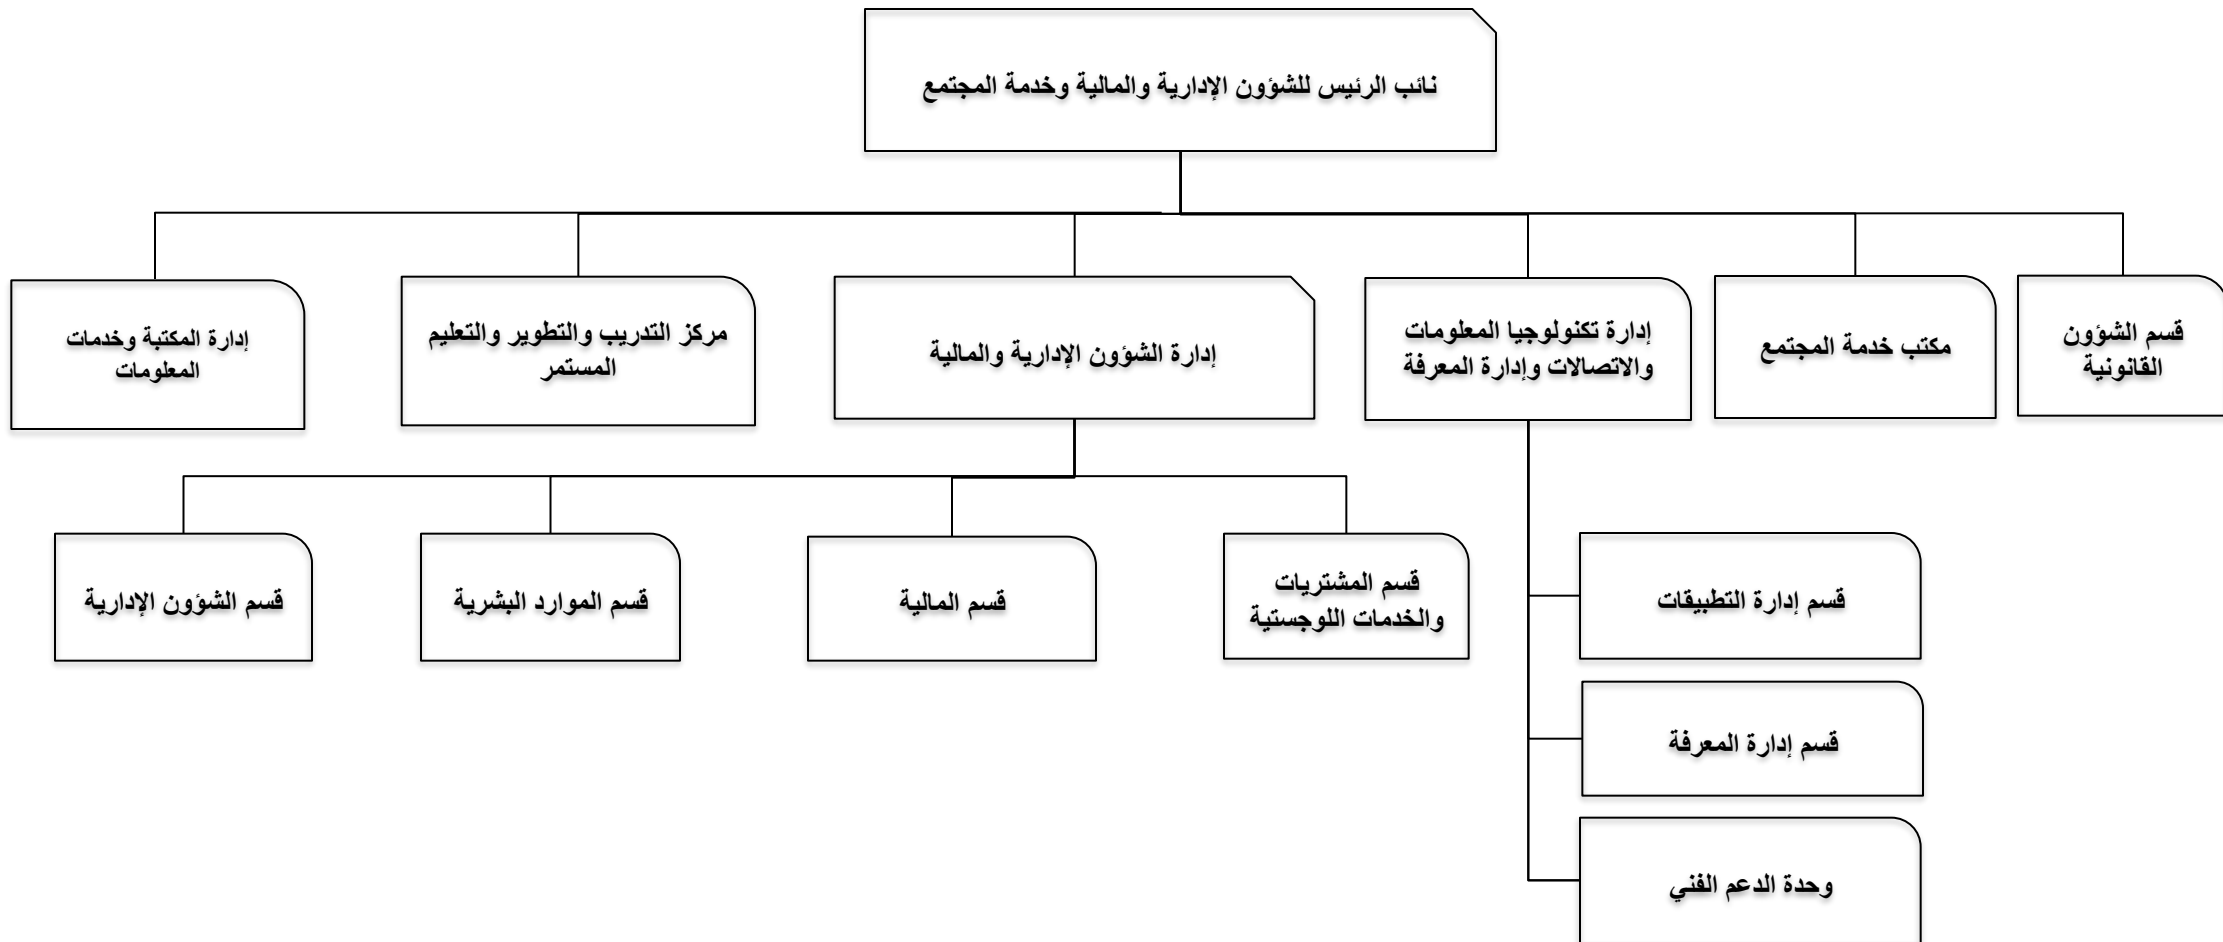 نائب الرئيس للشؤون الإدارية والمالية وخدمة المجتمع
قسم الشؤون
القانونية
مكتب خدمة المجتمع
إدارة تكنولوجيا المعلومات
والاتصالات وإدارة المعرفة
إدارة الشؤون الإدارية والمالية
مركز التدريب والتطوير والتعليم
المستمر
إدارة المكتبة وخدمات
المعلومات
قسم المشتريات
والخدمات اللوجستية
قسم المالية
قسم الموارد البشرية
قسم الشؤون الإدارية
قسم إدارة التطبيقات
قسم إدارة المعرفة
وحدة الدعم الفني